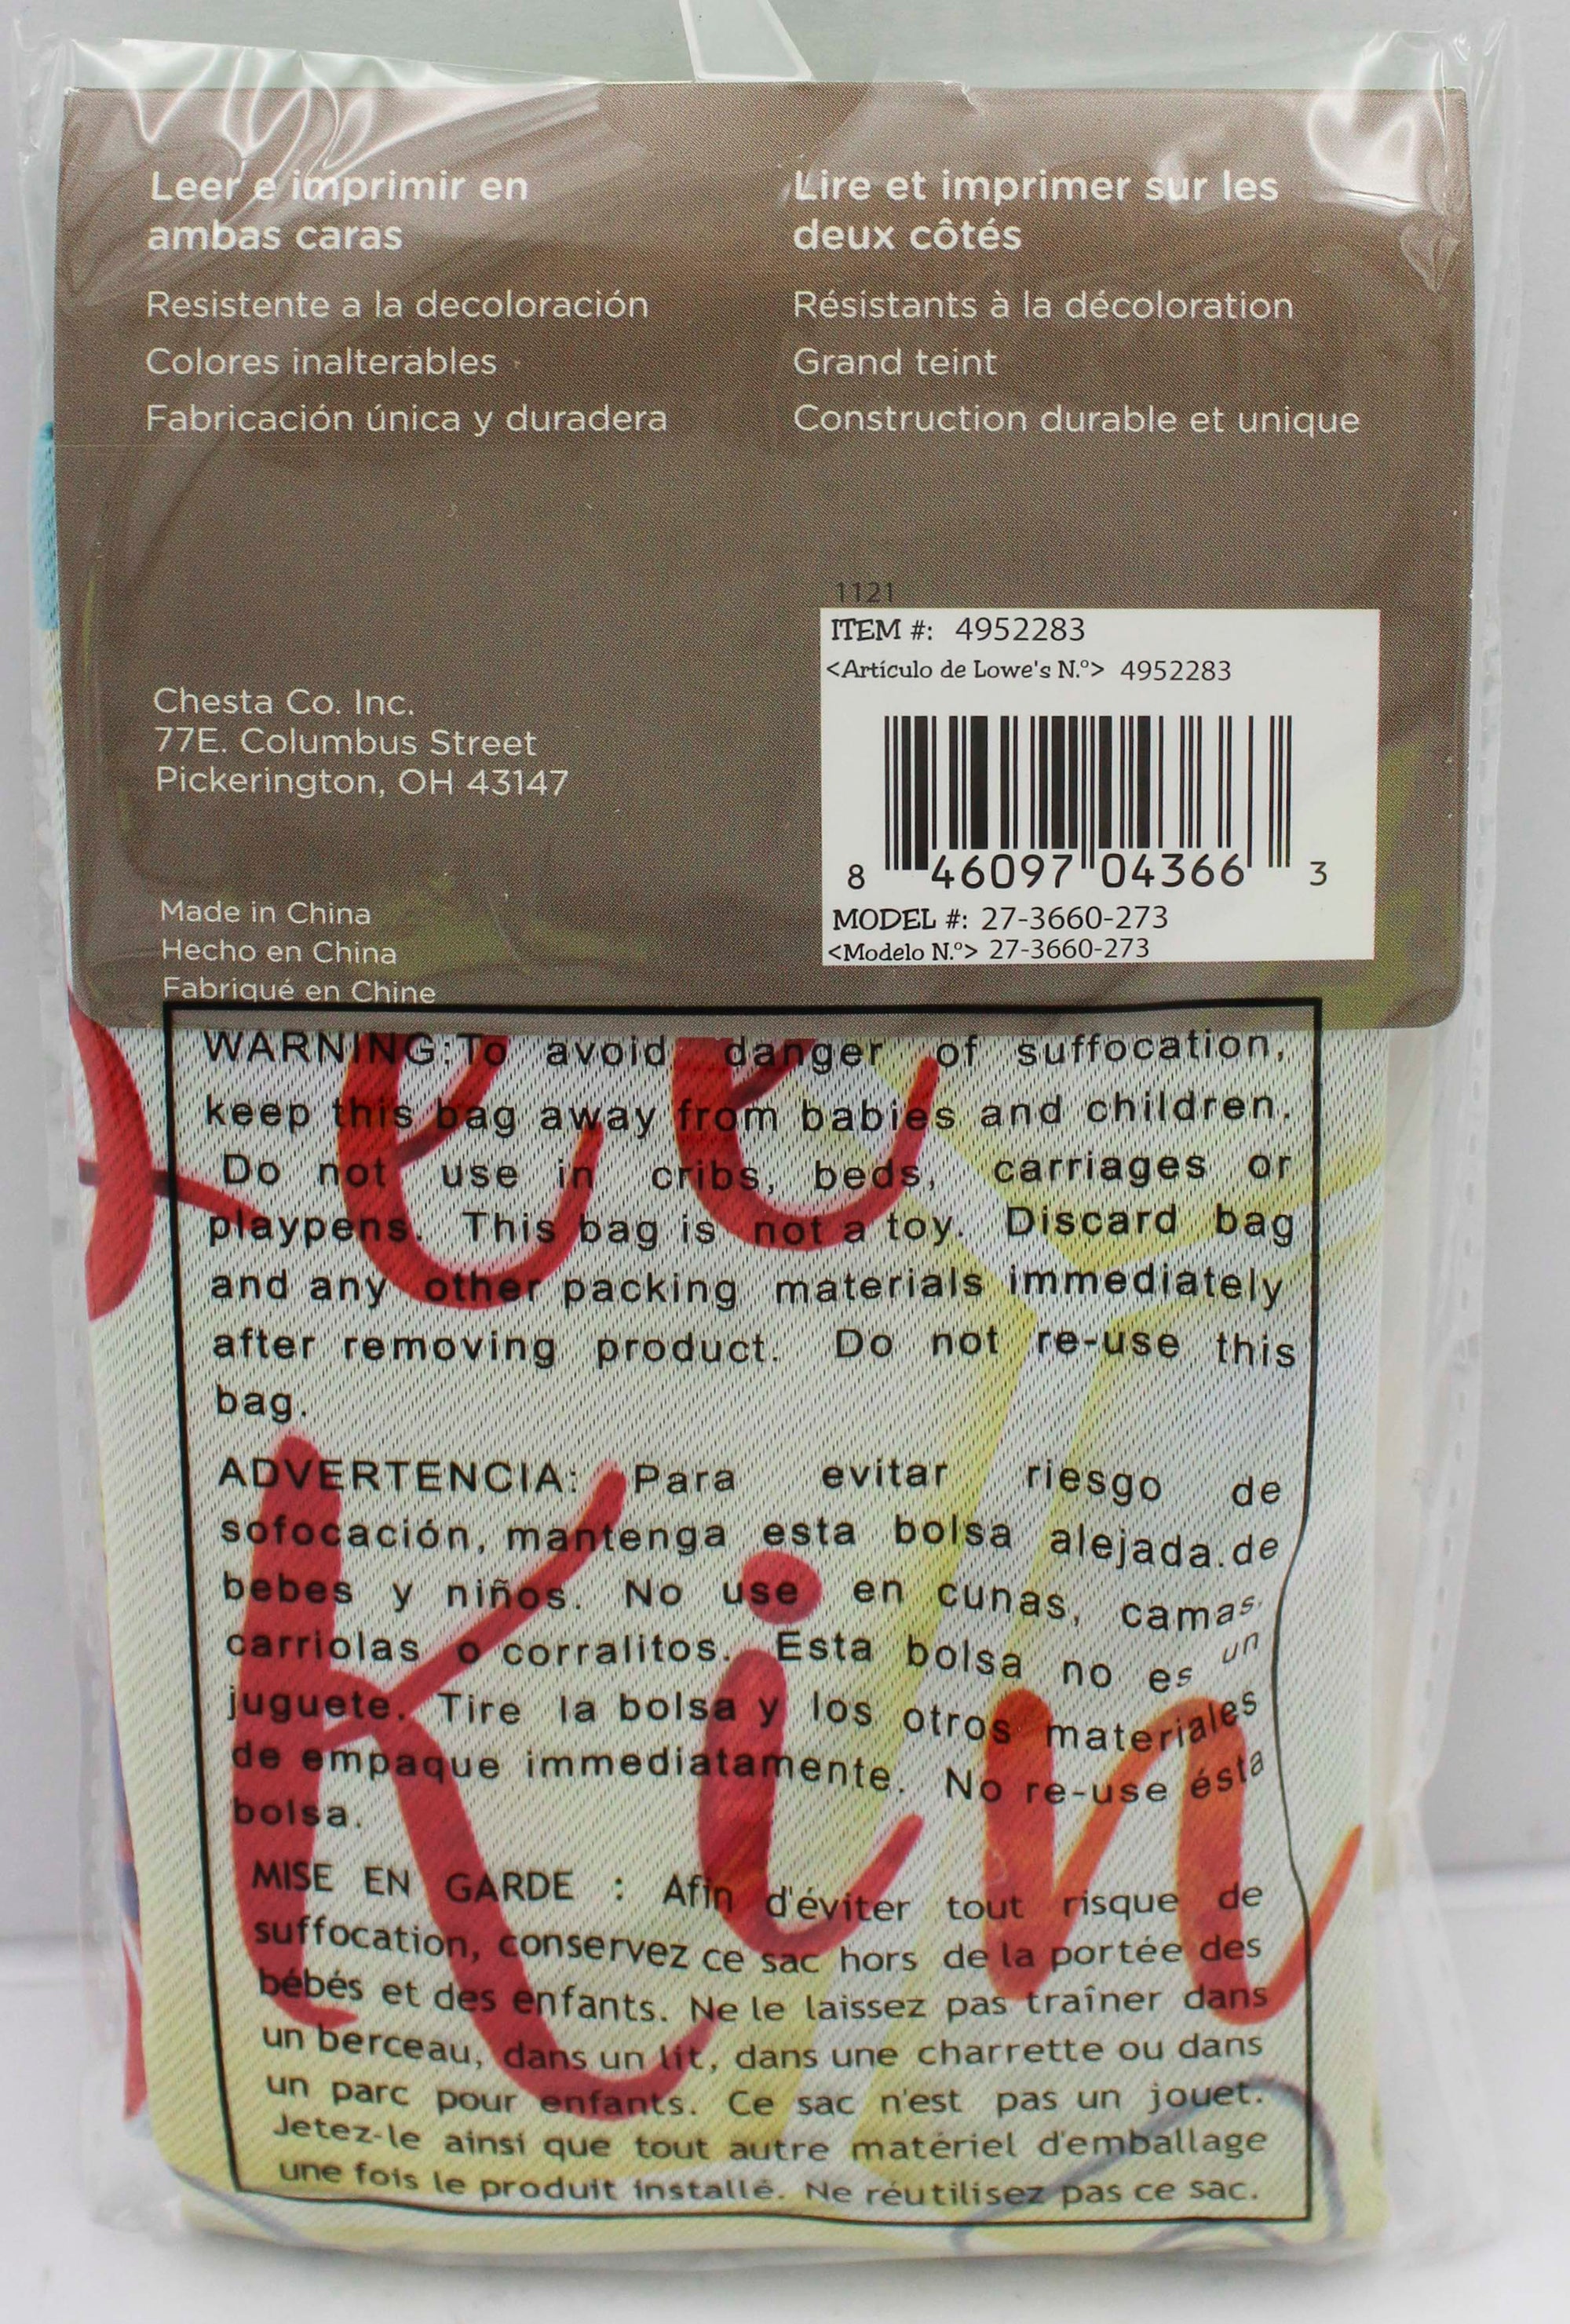 Leer e imprimir en
ambas caras
Resistente a la decoloración
Colores inalterables
Fabricación única y duradera
Lire et imprimer sur les
deux côtés
Résistants à la décoloration
Grand teint
Construction durable et unique
1121
ITEM #: 4952283
<Artículo de Lowe's N.º> 4952283
8 46097 04366 3
MODEL #: 27-3660-273
<Modelo N.º> 27-3660-273
Chesta Co. Inc.
77E. Columbus Street
Pickerington, OH 43147
Made in China
Hecho en China
Fabriqué en Chine
WARNING:To avoid danger of suffocation,
keep this bag away from babies and children.
Do not use in cribs, beds, carriages or
playpens. This bag is not a toy. Discard bag
and any other packing materials immediately
after removing product. Do not re-use this
bag.
ADVERTENCIA: Para evitar riesgo de
sofocación, mantenga esta bolsa alejada.de
bebes y niños. No use en cunas, camas,
carriolas o corralitos. Esta bolsa no es un
juguete. Tire la bolsa y los otros materiales
de empaque immediatamente. No re-use ésta
bolsa.
MISE EN GARDE : Afin d'éviter tout risque de
suffocation, conservez ce sac hors de la portée des
bébés et des enfants. Ne le laissez pas traîner dans
un berceau, dans un lit, dans une charrette ou dans
un parc pour enfants. Ce sac n'est pas un jouet.
Jetez-le ainsi que tout autre matériel d'emballage
une fois le produit installé. Ne réutilisez pas ce sac.
ee
Kin